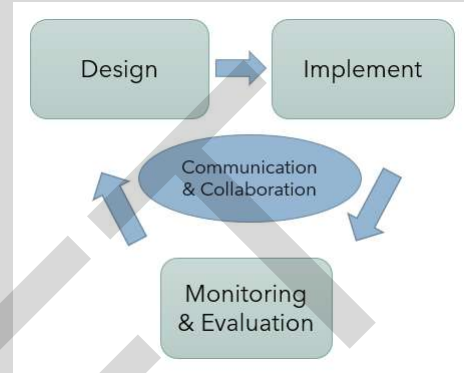 Design
Implement
Communication
& Collaboration
Monitoring
& Evaluation